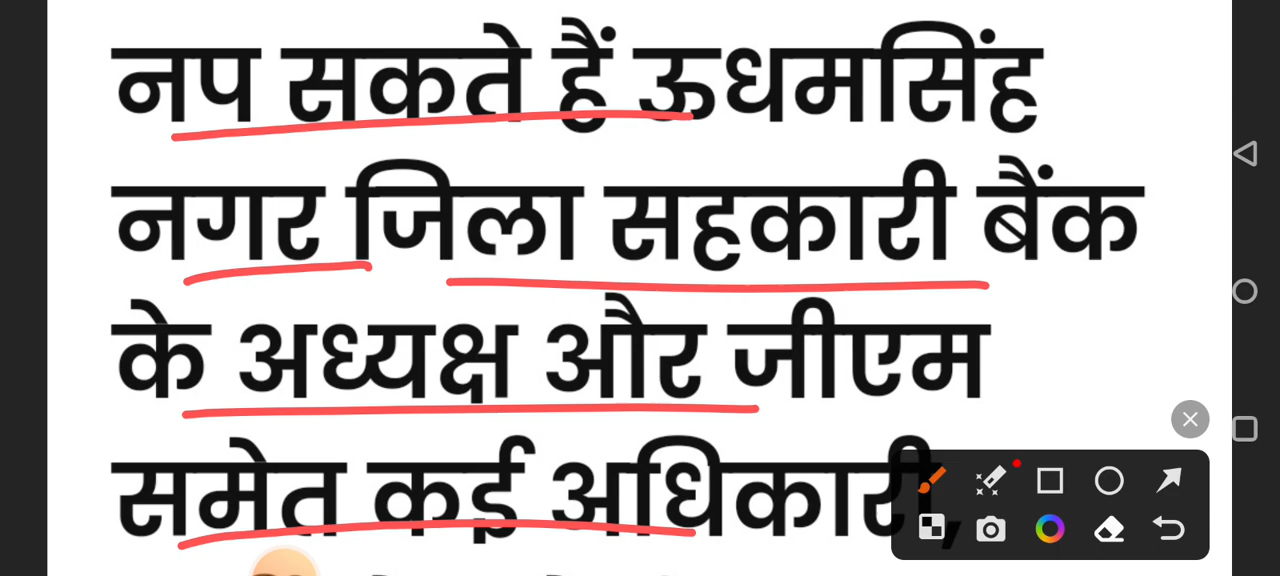 नप सकते हैं ऊधमसिंह
नगर जिला सहकारी बैंक
के अध्यक्ष और जीएम
समेत कई अधिकारी,